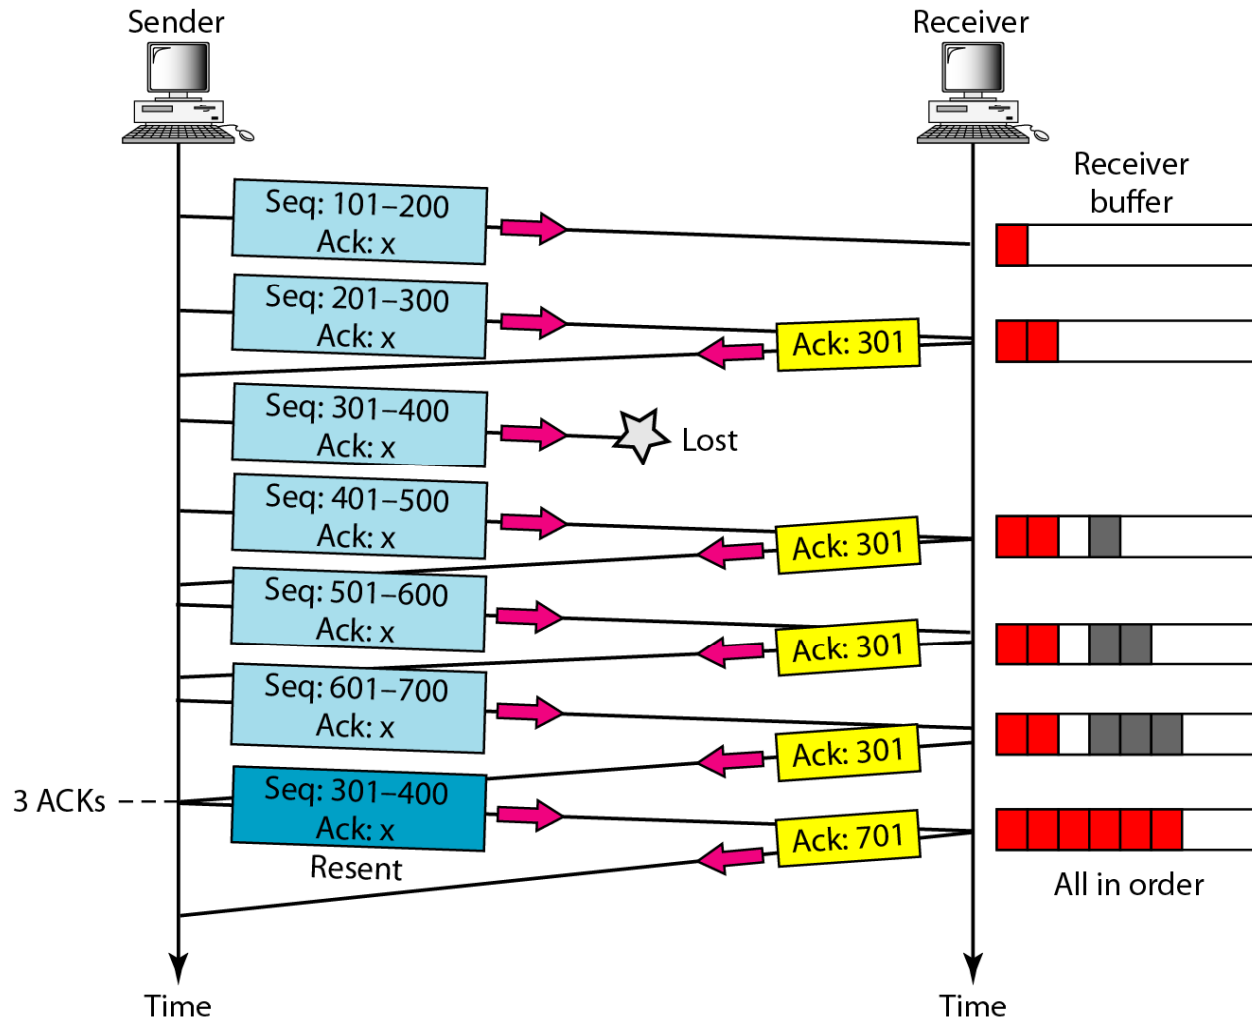 Sender
Receiver
Receiver
buffer
Seq: 101–200
Ack: x
Seq: 201–300
Ack: x
Ack: 301
Seq: 301–400
Ack: x
Lost
Seq: 401–500
Ack: x
Ack: 301
Seq: 501–600
Ack: x
Ack: 301
Seq: 601–700
Ack: x
Ack: 301
3 ACKs
Seq: 301–400
Ack: x
Resent
Ack: 701
All in order
Time
Time